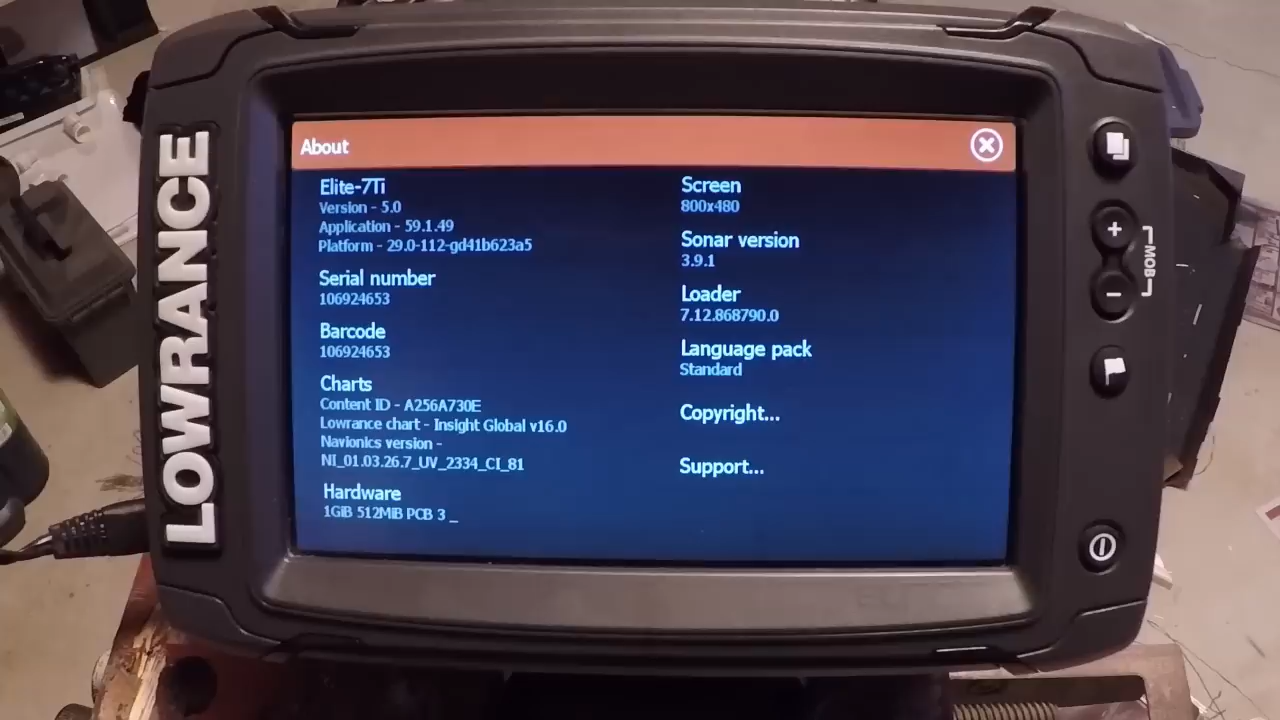 LOWRANCE
About
Elite-7Ti
Version - 5.0
Application - 59.1.49
Platform - 29.0-112-gd41b623a5
Serial number
106924653
Barcode
106924653
Charts
Content ID - A256A730E
Lowrance chart - Insight Global v16.0
Navionics version -
NI_01.03.26.7_UV_2334_CI_81
Hardware
1GiB 512MiB PCB 3 _
Screen
800x480
Sonar version
3.9.1
Loader
7.12.868790.0
Language pack
Standard
Copyright...
Support...
MOB